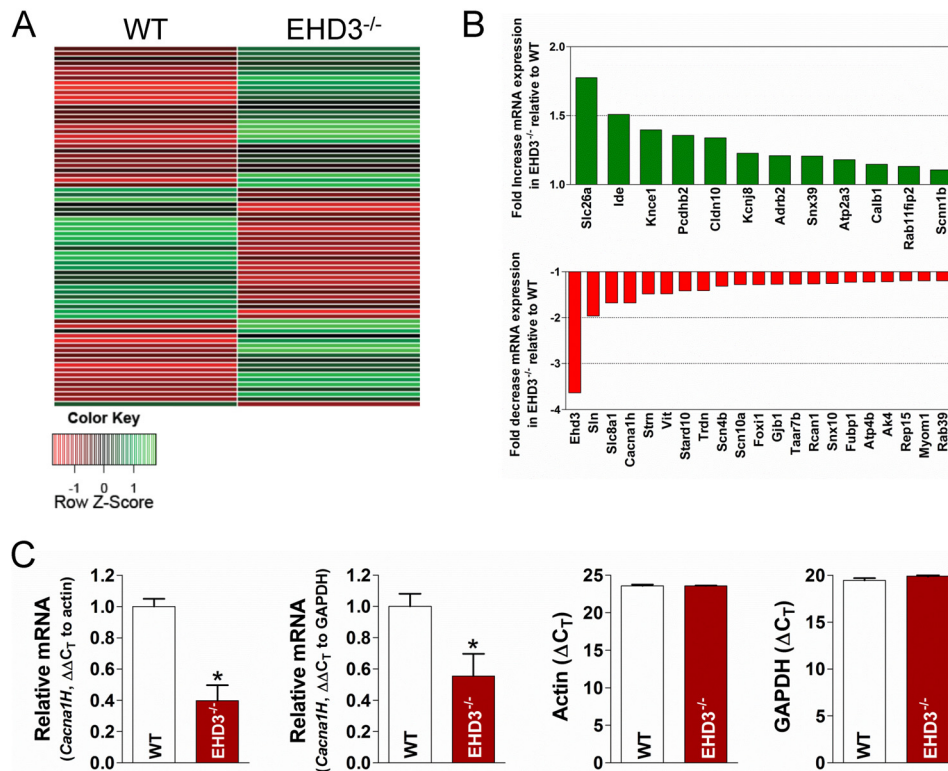 A
WT
EHD3-/-
Color Key
-1 0 1
Row Z-Score
B
Fold Increase mRNA expression
in EHD3-/- relative to WT
2.0
1.5
1.0
Slc26a
Ide
Knce1
Pcdhb2
Cldn10
Kcnj8
Adrb2
Snx39
Atp2a3
Calb1
Rab11fip2
Scnn1b
Fold decrease mRNA expression
in EHD3-/- relative to WT
-1
-2
-3
-4
Ehd3
Sln
Slc8a1
Cacna1h
Strn
Vit
Stard10
Trdn
Scn4b
Scn10a
Foxi1
Gjb1
Taar7b
Rcan1
Snx10
Fubp1
Atp4b
Ak4
Rep15
Myom1
Rab39
C
Relative mRNA
(Cacna1H, ΔΔCT to actin)
1.2
1.0
0.8
0.6
0.4
0.2
0.0
*
WT
EHD3-/-
Relative mRNA
(Cacna1H, ΔΔCT to GAPDH)
1.2
1.0
0.8
0.6
0.4
0.2
0.0
*
WT
EHD3-/-
Actin (ΔCT)
25
20
15
10
5
0
WT
EHD3-/-
GAPDH (ΔCT)
20
15
10
5
0
WT
EHD3-/-